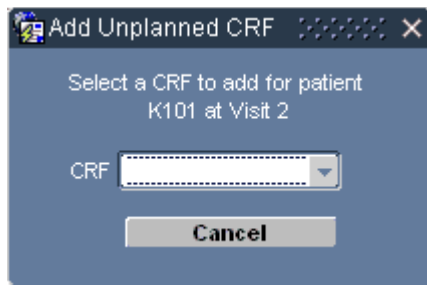 Add Unplanned CRF
Select a CRF to add for patient
K101 at Visit 2
CRF
Cancel